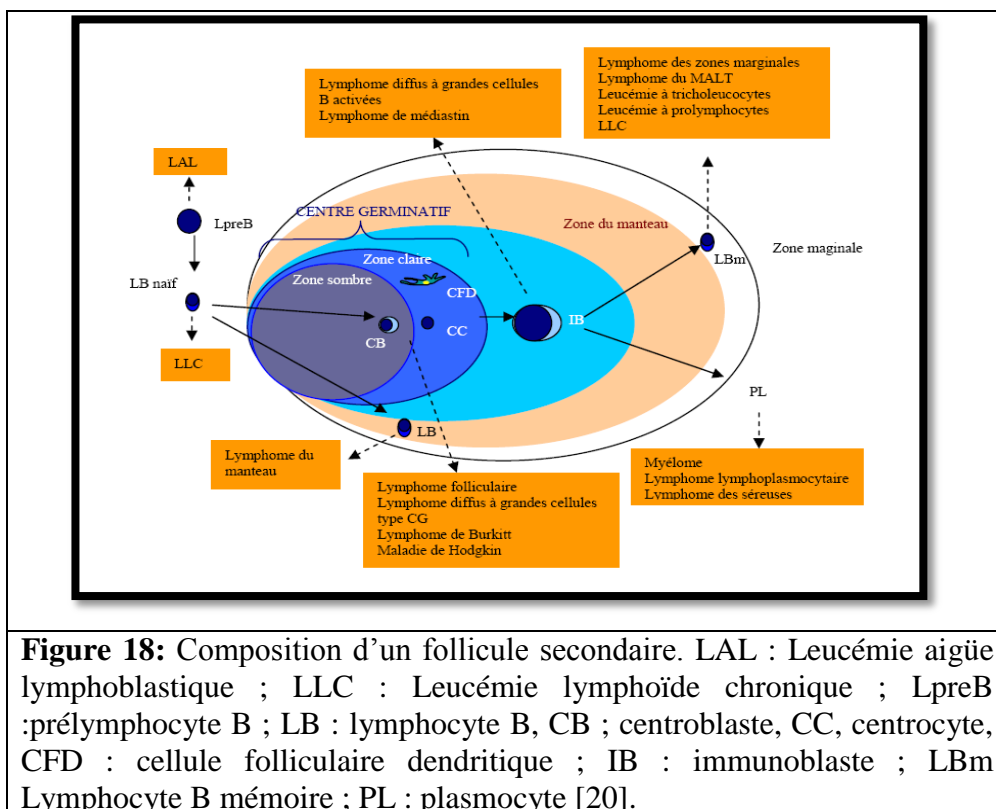 Lymphome diffus à grandes cellules
B activées
Lymphome de médiastin
Lymphome des zones marginales
Lymphome du MALT
Leucémie à tricholeucocytes
Leucémie à prolymphocytes
LLC
LAL
LpreB
CENTRE GERMINATIF
Zone du manteau
LBm
Zone maginale
Zone claire
Zone sombre
LB naïf
CFD
CB
CC
IB
LLC
PL
LB
Lymphome du
manteau
Lymphome folliculaire
Lymphome diffus à grandes cellules
type CG
Lymphome de Burkitt
Maladie de Hodgkin
Myélome
Lymphome lymphoplasmocytaire
Lymphome des séreuses
Figure 18: Composition d’un follicule secondaire. LAL : Leucémie aigüe
lymphoblastique ; LLC : Leucémie lymphoïde chronique ; LpreB
:prélymphocyte B ; LB : lymphocyte B, CB ; centroblaste, CC, centrocyte,
CFD : cellule folliculaire dendritique ; IB : immunoblaste ; LBm
Lymphocyte B mémoire ; PL : plasmocyte [20].